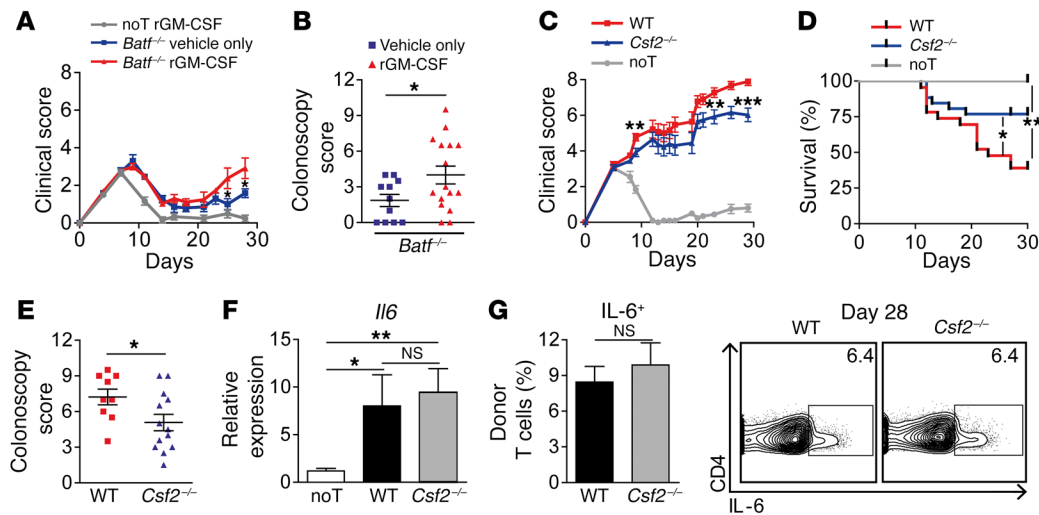 A
noT rGM-CSF
Batf–/– vehicle only
Batf–/– rGM-CSF
Clinical score
8
6
4
2
0
* *
0 10 20 30
Days
B
Vehicle only
rGM-CSF
Colonoscopy
score
12
9
6
3
0
*
Batf–/–
C
WT
Csf2–/–
noT
Clinical score
8
6
4
2
0
** ** ***
0 10 20 30
Days
D
WT
Csf2–/–
noT
Survival (%)
100
75
50
25
0
* **
0 10 20 30
Days
E
Colonoscopy
score
12
9
6
3
0
*
WT Csf2–/–
F
Il6
Relative
expression
15
10
5
0
**
* NS
noT WT Csf2–/–
G
IL-6+
Donor
T cells (%)
12
9
6
3
0
NS
WT Csf2–/–
Day 28
WT Csf2–/–
6.4 6.4
CD4
IL-6